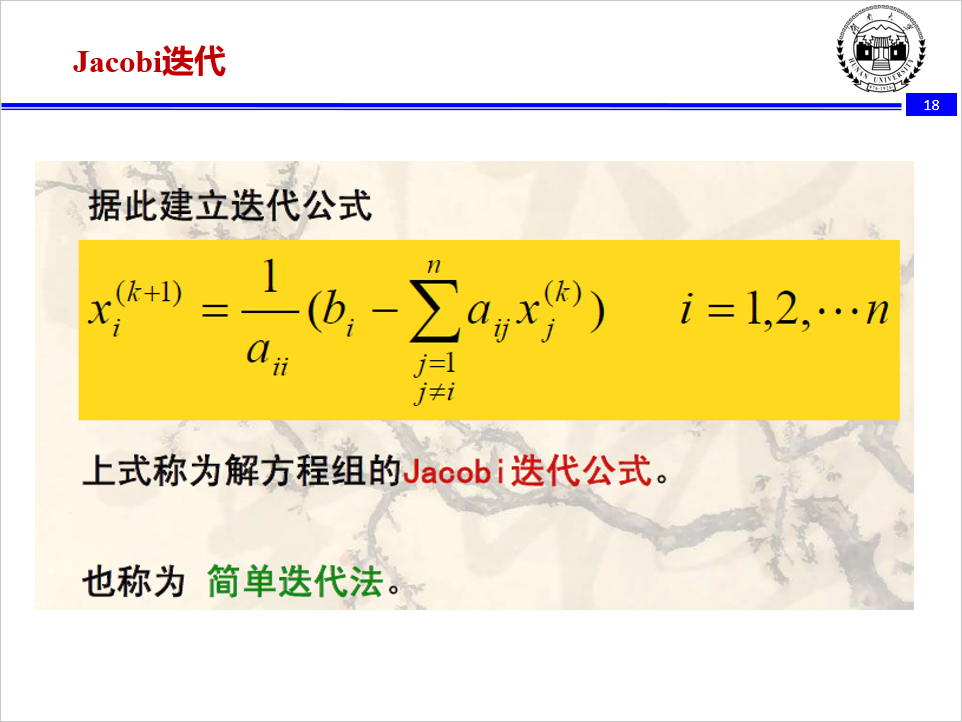 Jacobi迭代
HUNAN UNIVERSITY
18
据此建立迭代公式
x_i^{(k+1)} = \frac{1}{a_{ii}} (b_i - \sum_{\substack{j=1 \\ j \neq i}}^{n} a_{ij} x_j^{(k)})  i = 1,2,⋯n
上式称为解方程组的Jacobi迭代公式。
也称为 简单迭代法。